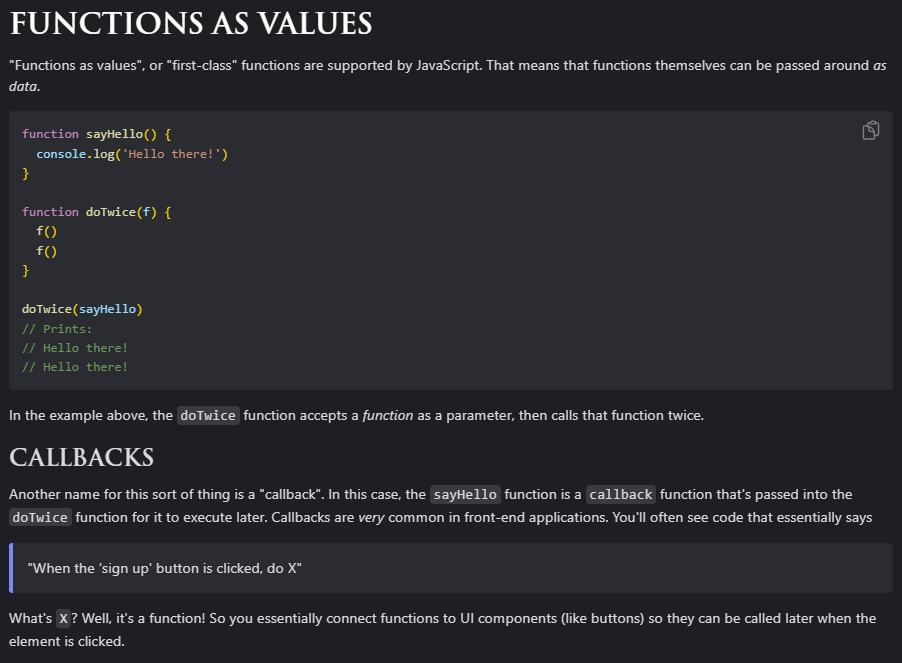 FUNCTIONS AS VALUES
"Functions as values", or "first-class" functions are supported by JavaScript. That means that functions themselves can be passed around as
data.
function sayHello() {
  console.log('Hello there!')
}

function doTwice(f) {
  f()
  f()
}

doTwice(sayHello)
// Prints:
// Hello there!
// Hello there!
In the example above, the doTwice function accepts a function as a parameter, then calls that function twice.
CALLBACKS
Another name for this sort of thing is a "callback". In this case, the sayHello function is a callback function that's passed into the
doTwice function for it to execute later. Callbacks are very common in front-end applications. You'll often see code that essentially says
"When the 'sign up' button is clicked, do X"
What's X? Well, it's a function! So you essentially connect functions to UI components (like buttons) so they can be called later when the
element is clicked.